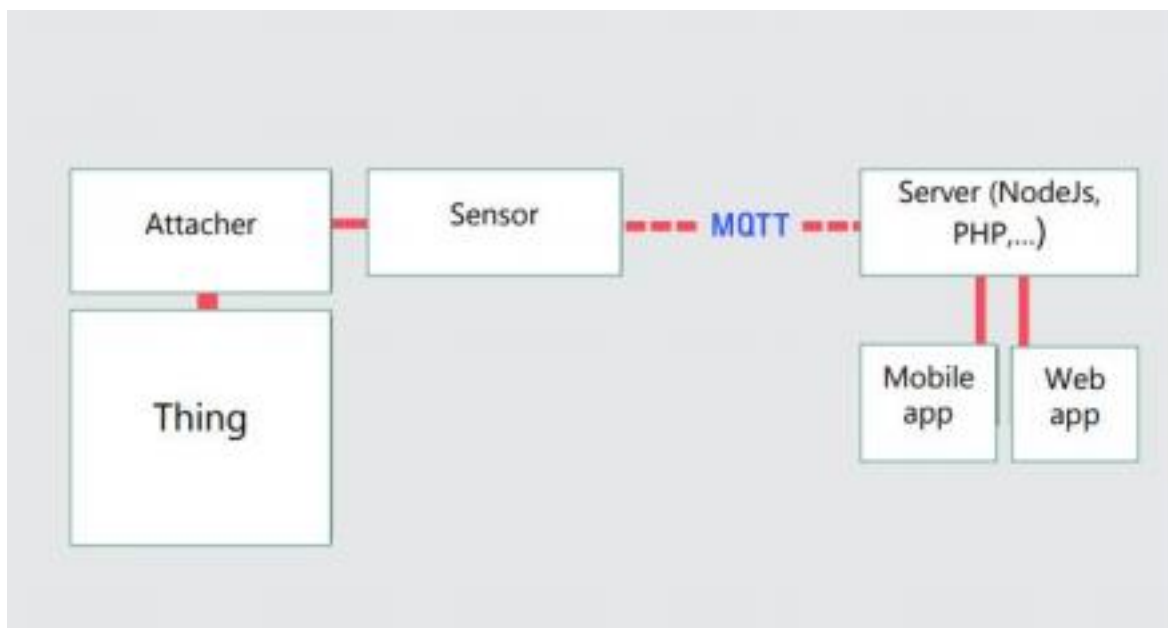 Attacher
Sensor
MQTT
Server (NodeJs,
PHP,...)
Thing
Mobile
app
Web
app